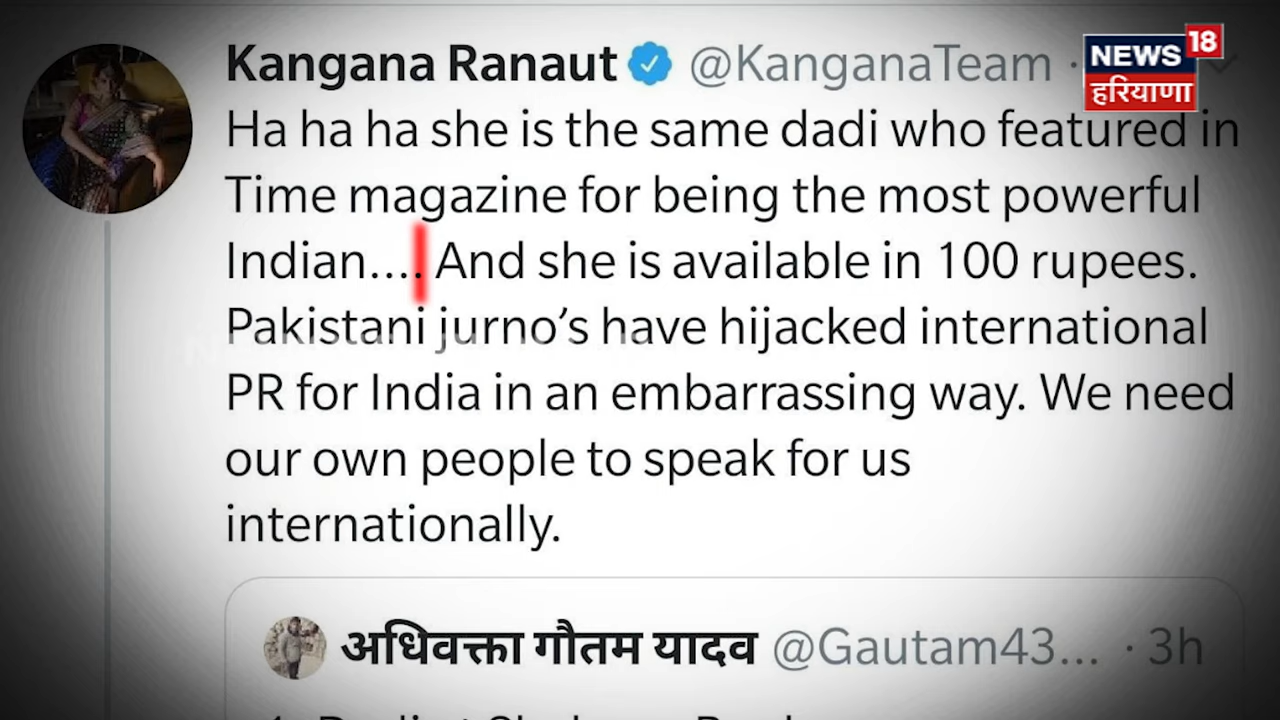 Kangana Ranaut @KanganaTeam ·
NEWS 18
हरियाणा
Ha ha ha she is the same dadi who featured in
Time magazine for being the most powerful
Indian.... And she is available in 100 rupees.
Pakistani jurno’s have hijacked international
PR for India in an embarrassing way. We need
our own people to speak for us
internationally.
अधिवक्ता गौतम यादव @Gautam43... · 3h